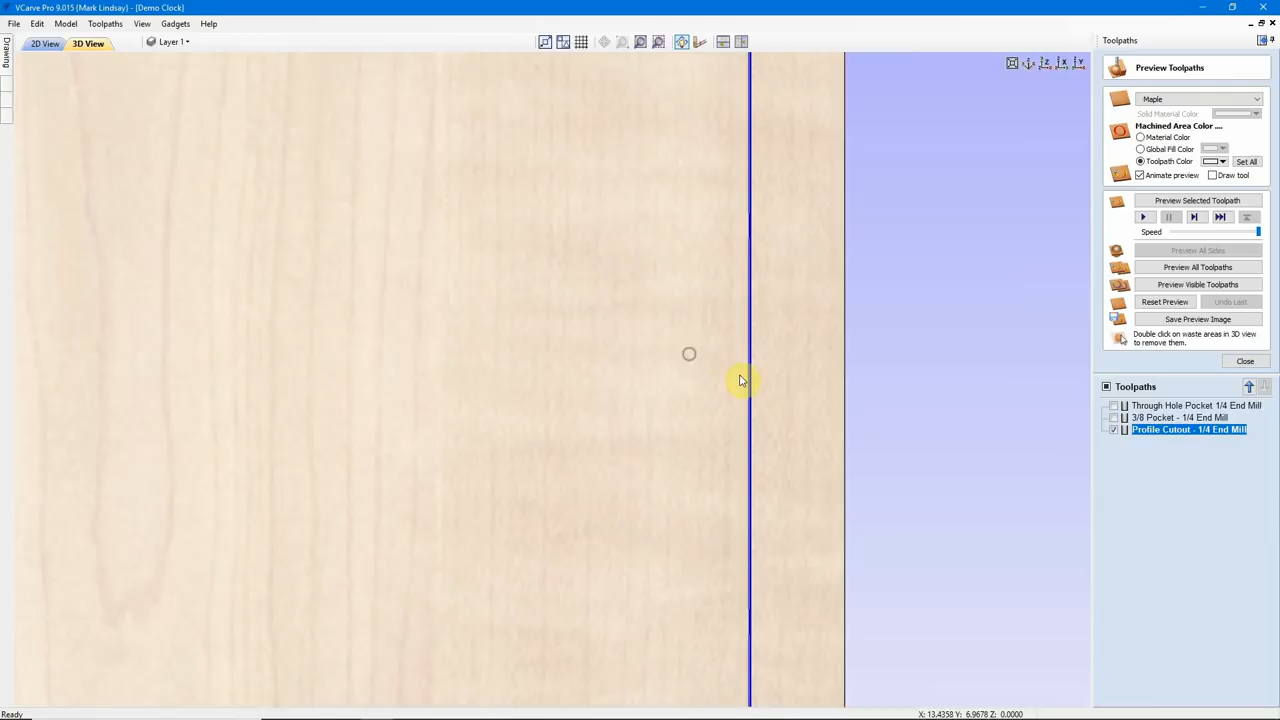 VCarve Pro 9.015 {Mark Lindsay} - [Demo Clock]
File Edit Model Toolpaths View Gadgets Help
2D View 3D View Layer 1
Drawing
Toolpaths
Preview Toolpaths
Maple
Solid Material Color
Machined Area Color ....
Material Color
Global Fill Color
Toolpath Color Set All
Animate preview Draw tool
Preview Selected Toolpath
Speed
Preview All Sides
Preview All Toolpaths
Preview Visible Toolpaths
Reset Preview Undo Last
Save Preview Image
Double click on waste areas in 3D view
to remove them.
Close
Toolpaths
Through Hole Pocket 1/4 End Mill
3/8 Pocket - 1/4 End Mill
Profile Cutout - 1/4 End Mill
Ready X: 13.4358 Y: 6.9678 Z: 0.0000